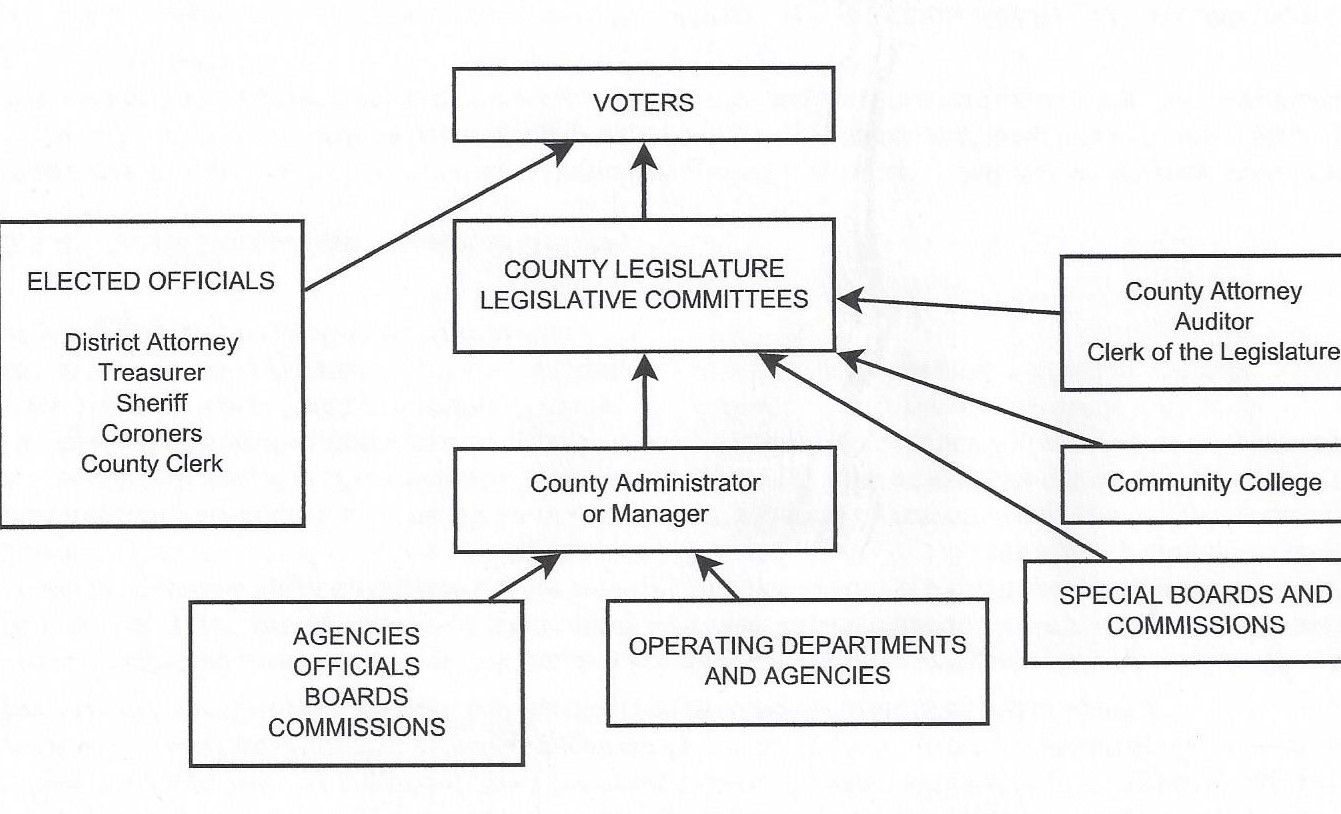 VOTERS
ELECTED OFFICIALS
District Attorney
Treasurer
Sheriff
Coroners
County Clerk
COUNTY LEGISLATURE
LEGISLATIVE COMMITTEES
County Attorney
Auditor
Clerk of the Legislature
County Administrator
or Manager
Community College
SPECIAL BOARDS AND
COMMISSIONS
AGENCIES
OFFICIALS
BOARDS
COMMISSIONS
OPERATING DEPARTMENTS
AND AGENCIES